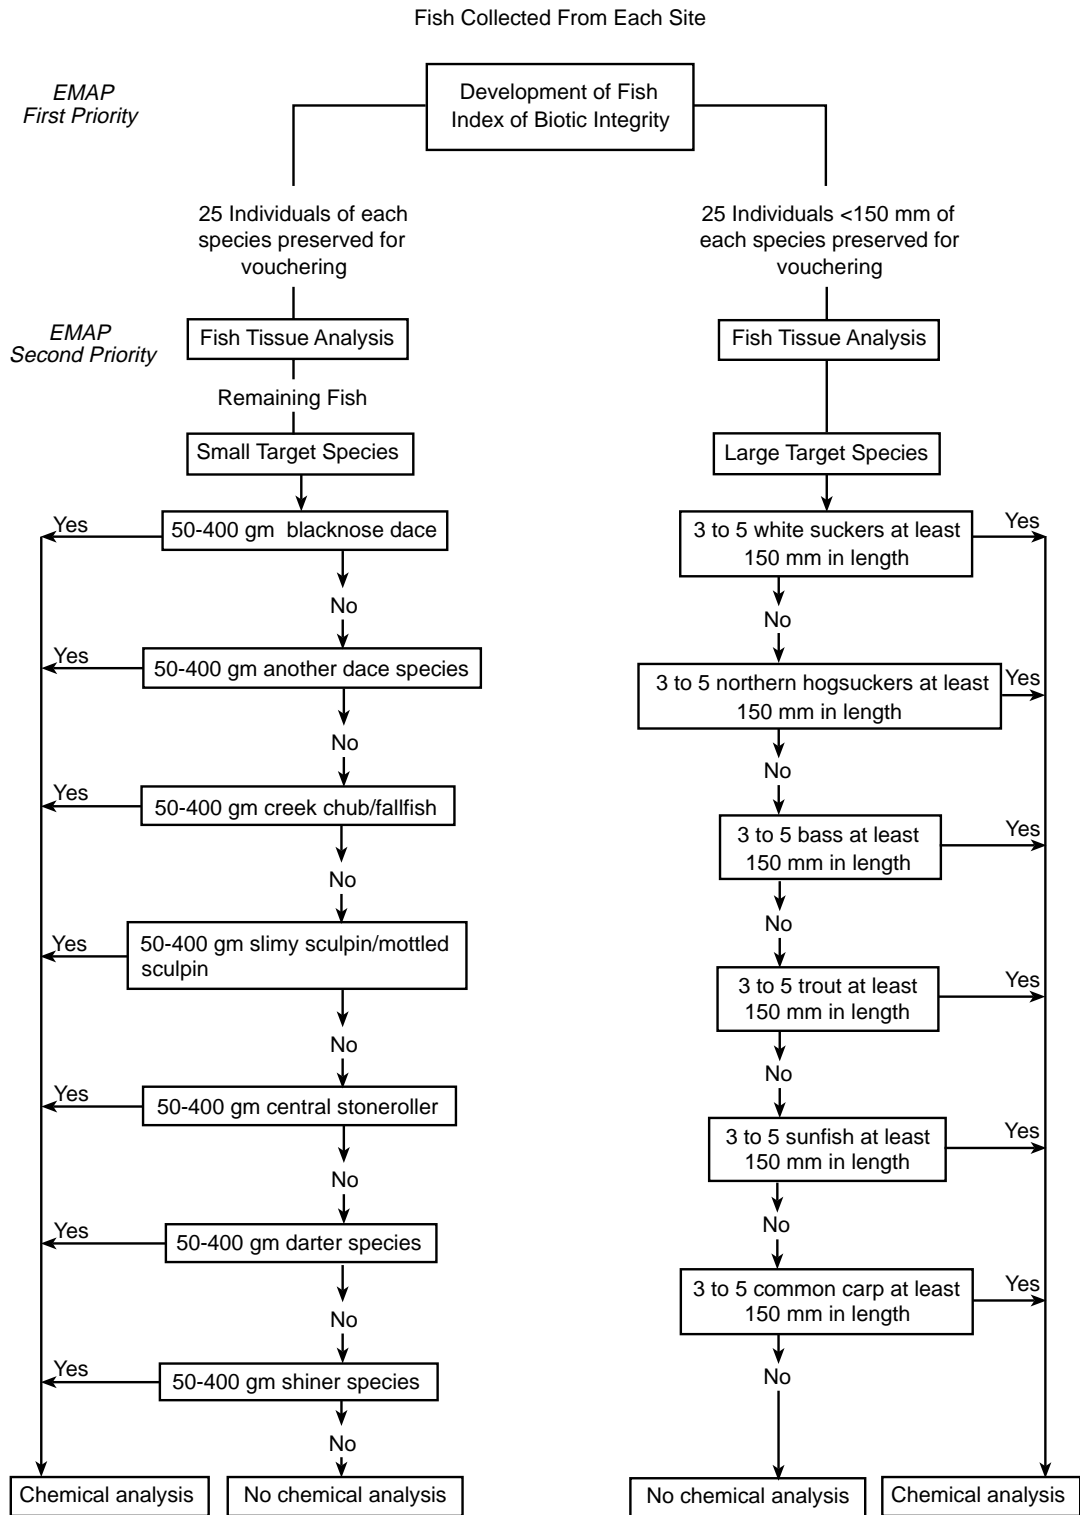 Fish Collected From Each Site
EMAP
First Priority
Development of Fish
Index of Biotic Integrity
25 Individuals of each
species preserved for
vouchering
25 Individuals <150 mm of
each species preserved for
vouchering
EMAP
Second Priority
Fish Tissue Analysis
Fish Tissue Analysis
Remaining Fish
Small Target Species
Large Target Species
Yes
50-400 gm blacknose dace
No
Yes
50-400 gm another dace species
No
Yes
50-400 gm creek chub/fallfish
No
Yes
50-400 gm slimy sculpin/mottled
sculpin
No
Yes
50-400 gm central stoneroller
No
Yes
50-400 gm darter species
No
Yes
50-400 gm shiner species
No
Chemical analysis
No chemical analysis
3 to 5 white suckers at least
150 mm in length
Yes
No
3 to 5 northern hogsuckers at least
150 mm in length
Yes
No
3 to 5 bass at least
150 mm in length
Yes
No
3 to 5 trout at least
150 mm in length
Yes
No
3 to 5 sunfish at least
150 mm in length
Yes
No
3 to 5 common carp at least
150 mm in length
Yes
No
No chemical analysis
Chemical analysis